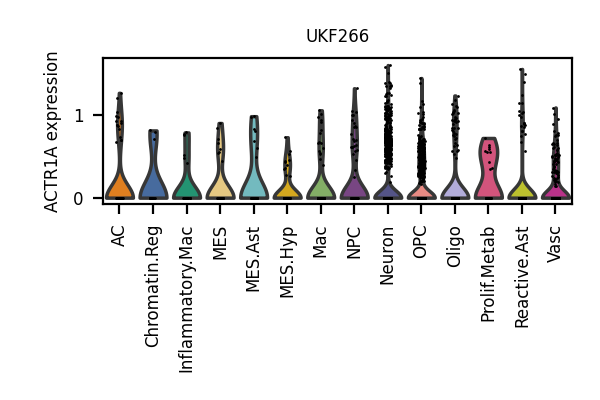 UKF266
ACTR1A expression
1
0
AC
Chromatin.Reg
Inflammatory.Mac
MES
MES.Ast
MES.Hyp
Mac
NPC
Neuron
OPC
Oligo
Prolif.Metab
Reactive.Ast
Vasc